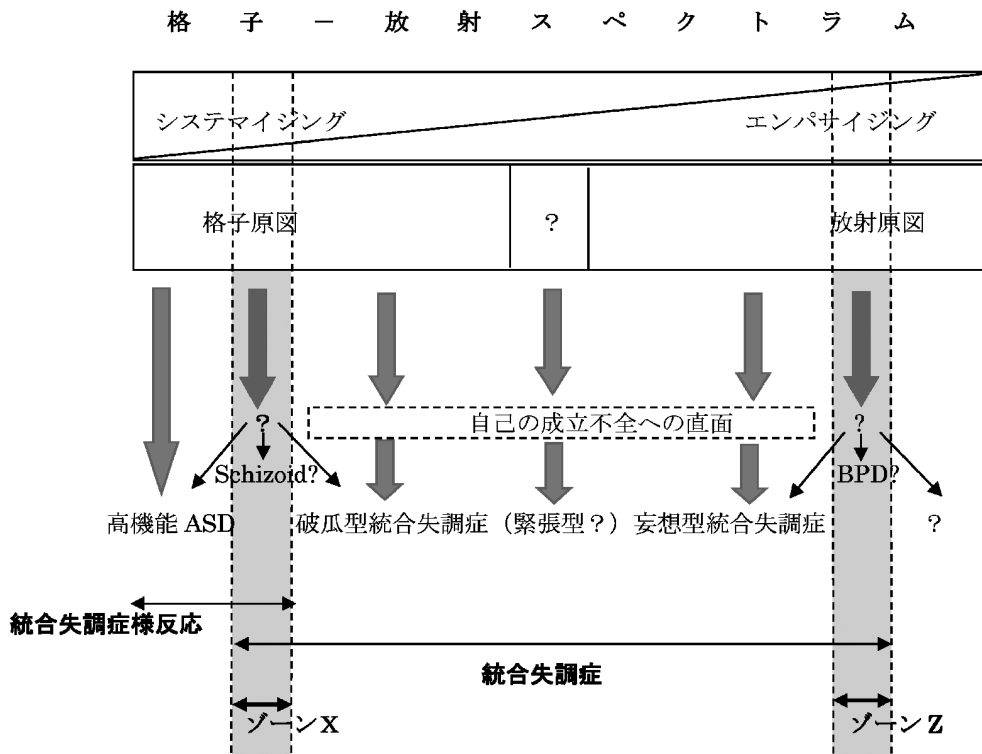 格子－放射スペクトラム
システマイジング エンパサイジング
格子原図 ? 放射原図
? 自己の成立不全への直面 ?
Schizoid? BPD?
高機能 ASD 破瓜型統合失調症 (緊張型？) 妄想型統合失調症 ?
統合失調症様反応
統合失調症
ゾーン X ゾーン Z